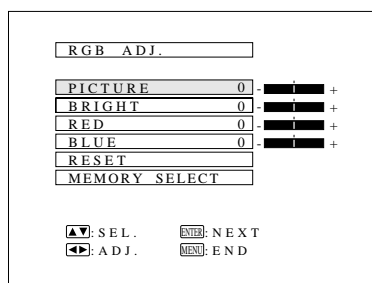 RGB ADJ.
PICTURE 0 - +
BRIGHT 0 - +
RED 0 - +
BLUE 0 - +
RESET
MEMORY SELECT
▲▼: SEL. ENTER: NEXT
◀▶: ADJ. MENU: END